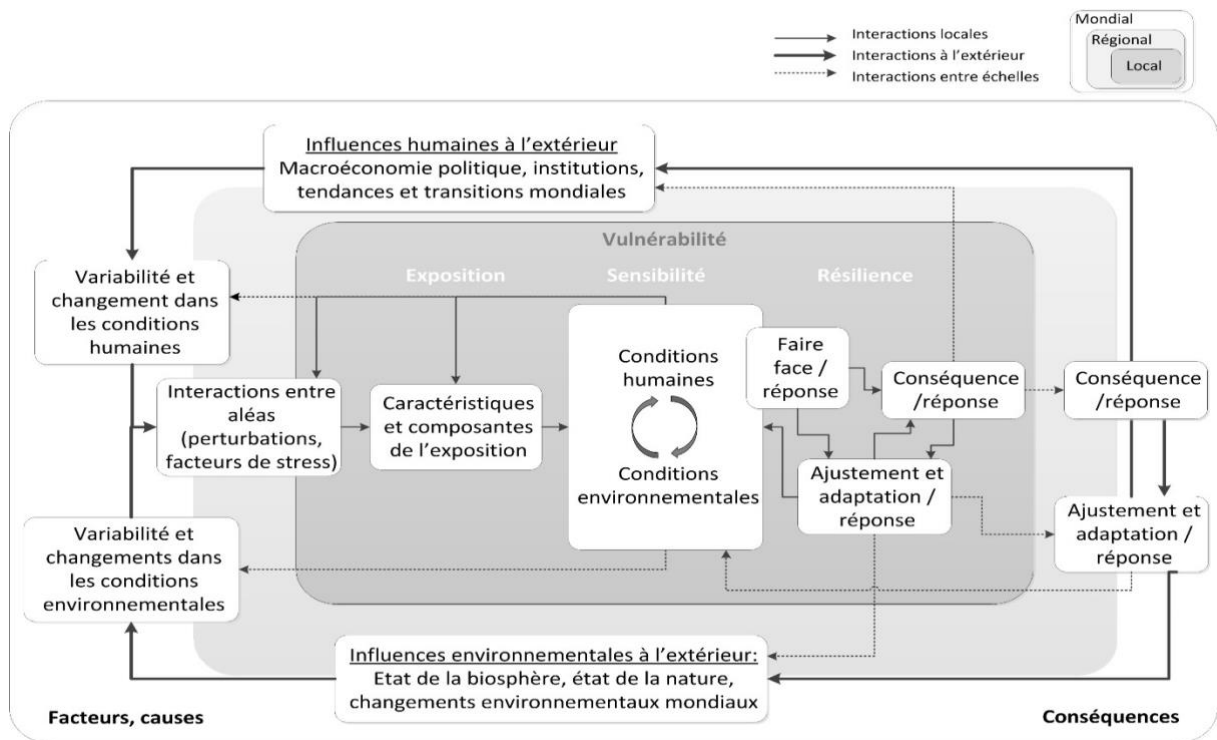 Interactions locales
Interactions à l'extérieur
Interactions entre échelles
Mondial
Régional
Local
Influences humaines à l'extérieur
Macroéconomie politique, institutions,
tendances et transitions mondiales
Vulnérabilité
Exposition
Sensibilité
Résilience
Variabilité et
changement dans
les conditions
humaines
Interactions entre
aléas
(perturbations,
facteurs de stress)
Caractéristiques
et composantes
de l'exposition
Conditions
humaines
Conditions
environnementales
Faire
face /
réponse
Conséquence
/réponse
Conséquence
/réponse
Ajustement et
adaptation /
réponse
Ajustement et
adaptation /
réponse
Variabilité et
changements dans
les conditions
environnementales
Influences environnementales à l'extérieur:
Etat de la biosphère, état de la nature,
changements environnementaux mondiaux
Facteurs, causes
Conséquences